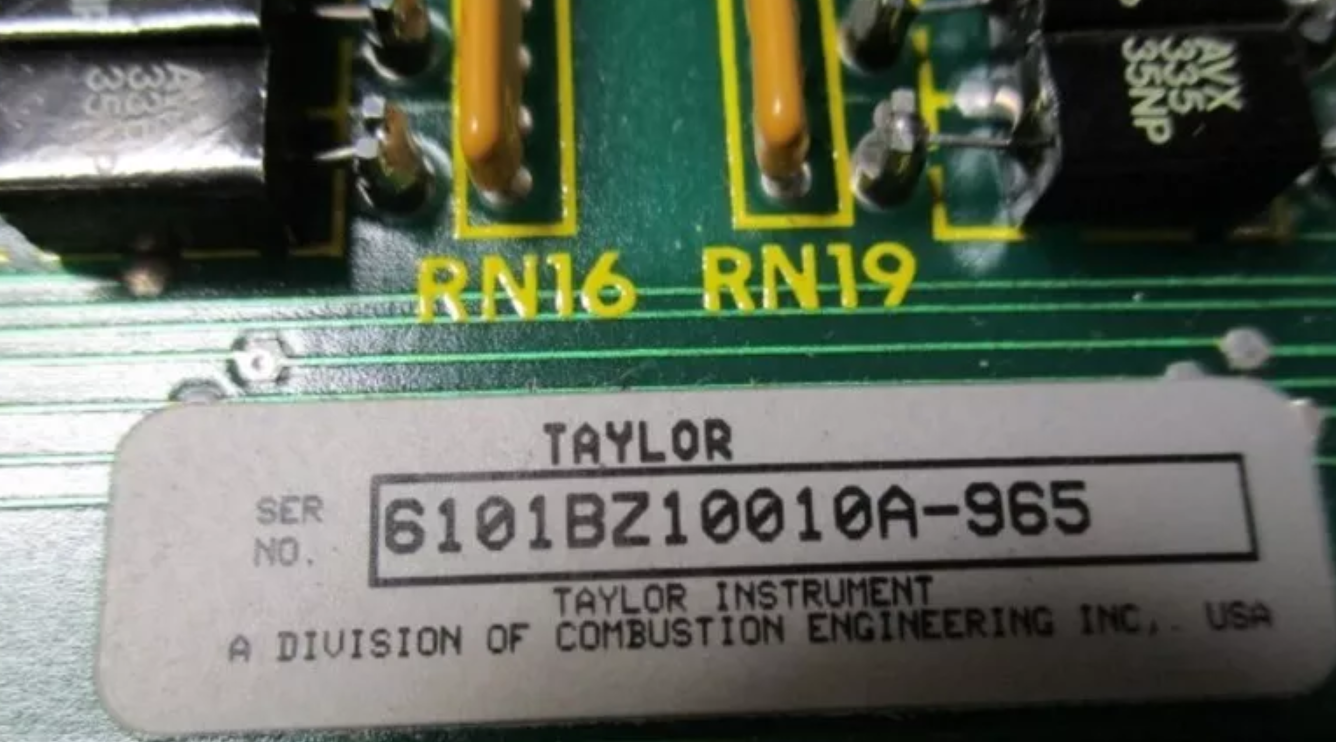 AVX
335
35NP
RN16 RN19
TAYLOR
SER
NO.
6101BZ10010A-965
TAYLOR INSTRUMENT
A DIVISION OF COMBUSTION ENGINEERING INC,. USA